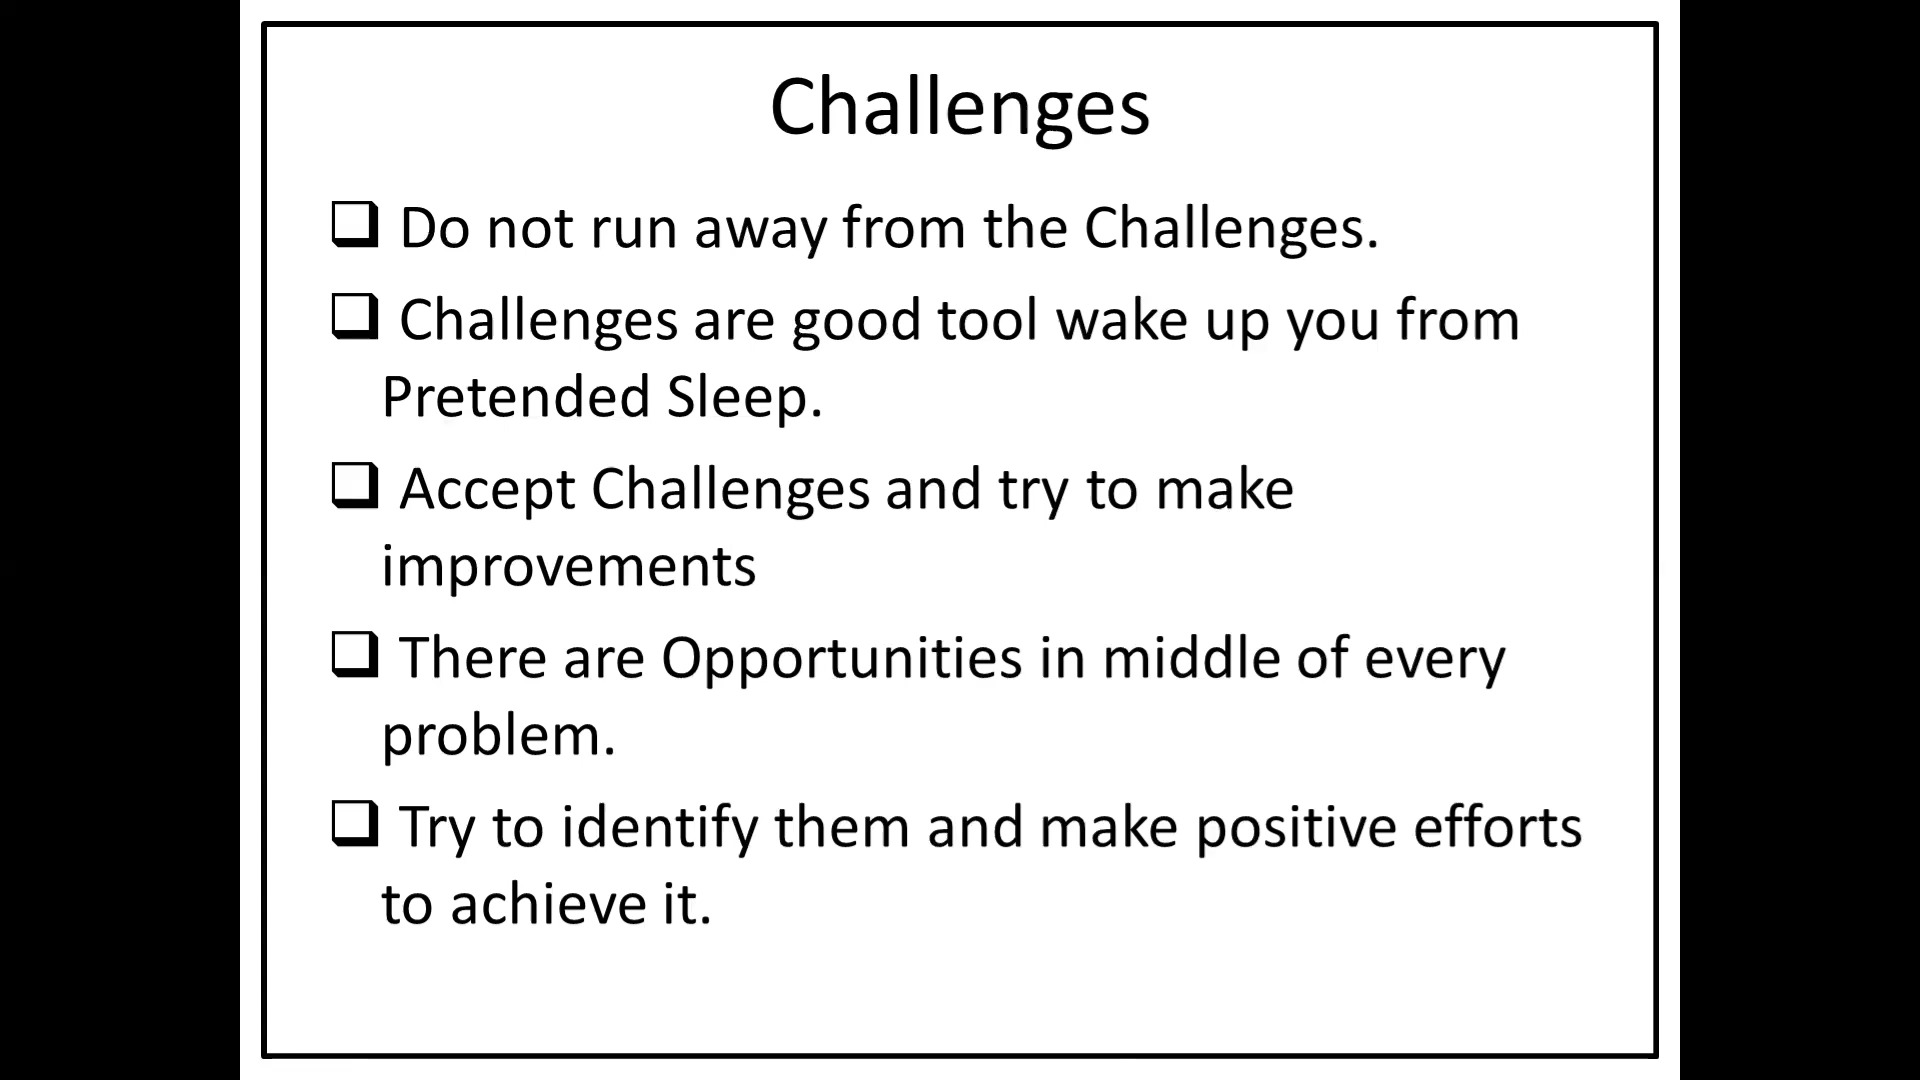 Challenges
Do not run away from the Challenges.
Challenges are good tool wake up you from
Pretended Sleep.
Accept Challenges and try to make
improvements
There are Opportunities in middle of every
problem.
Try to identify them and make positive efforts
to achieve it.